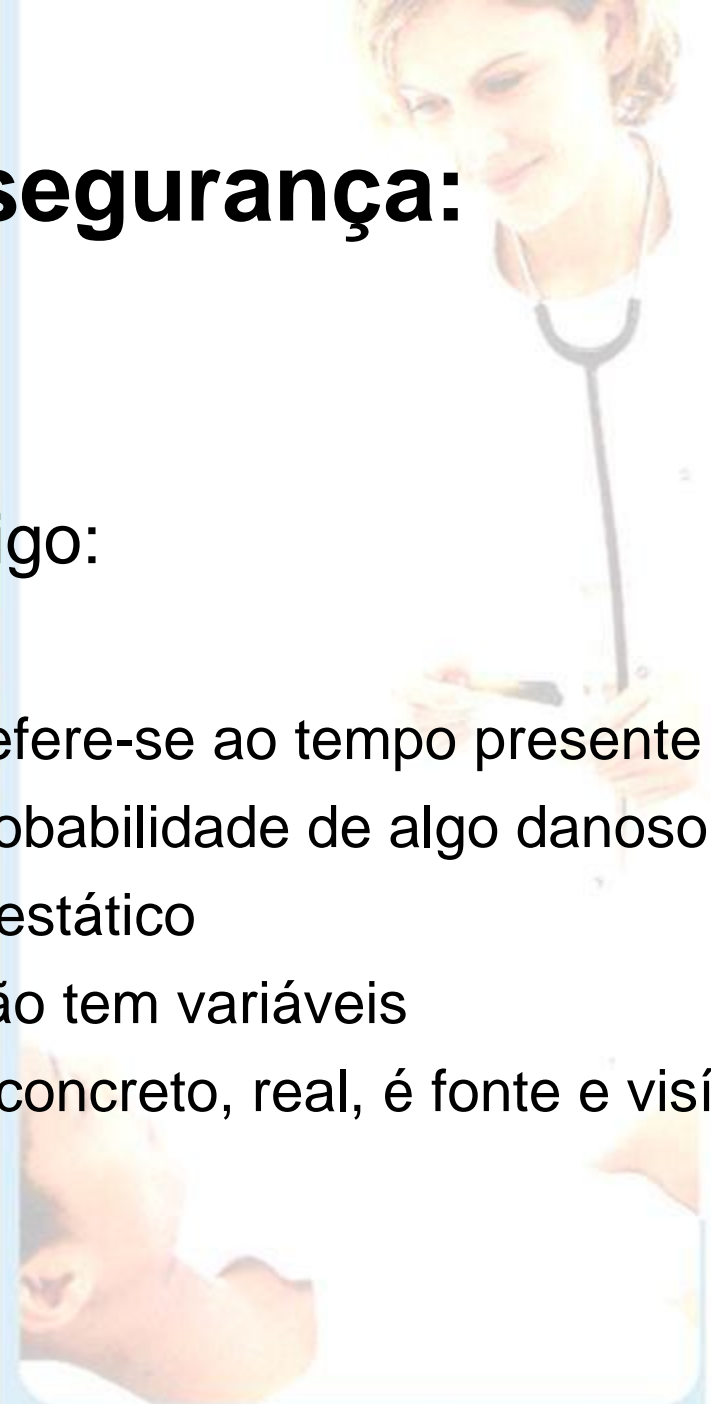 segurança:
igo:
efere-se ao tempo presente
obabilidade de algo danoso
estático
ão tem variáveis
concreto, real, é fonte e visí